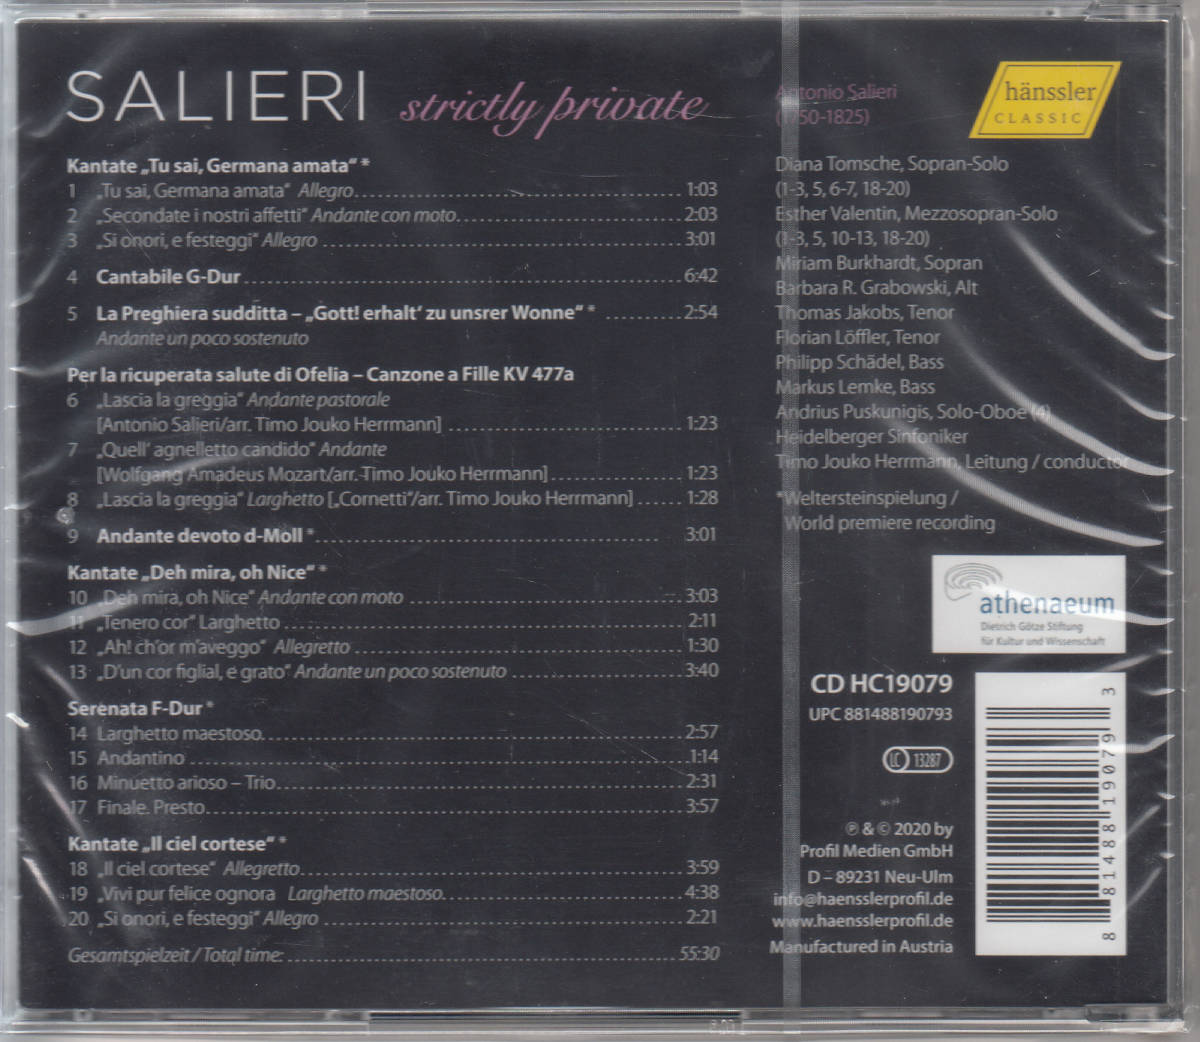 SALIERI strictly private
Kantate „Tu sai, Germana amata“ *
1 „Tu sai, Germana amata“ Allegro 1:03
2 „Secondate i nostri affetti“ Andante con moto 2:03
3 „Si onori, e festeggi“ Allegro 3:01
4 Cantabile G-Dur 6:42
5 La Preghiera sudditta – „Gott! erhalt‘ zu unsrer Wonne“ * 2:54
Andante un poco sostenuto
Per la ricuperata salute di Ofelia – Canzone a Fille KV 477a
6 „Lascia la greggia“ Andante pastorale
[Antonio Salieri/arr. Timo Jouko Herrmann] 1:23
7 „Quell‘ agnelletto candido“ Andante
[Wolfgang Amadeus Mozart/arr. Timo Jouko Herrmann] 1:23
8 „Lascia la greggia“ Larghetto [„Cornetti“/arr. Timo Jouko Herrmann] 1:28
9 Andante devoto d-Moll * 3:01
Kantate „Deh mira, oh Nice“ *
10 „Deh mira, oh Nice“ Andante con moto 3:03
11 „Tenero cor“ Larghetto 2:11
12 „Ah! ch‘or m‘aveggo“ Allegretto 1:30
13 „D‘un cor figlial, e grato“ Andante un poco sostenuto 3:40
Serenata F-Dur *
14 Larghetto maestoso 2:57
15 Andantino 1:14
16 Minuetto arioso – Trio 2:31
17 Finale. Presto 3:57
Kantate „Il ciel cortese“ *
18 „Il ciel cortese“ Allegretto 3:59
19 „Vivi pur felice ognora Larghetto maestoso 4:38
20 „Si onori, e festeggi“ Allegro 2:21
Gesamtspielzeit / Total time: 55:30
Antonio Salieri
(1750-1825)
hänssler
CLASSIC
Diana Tomsche, Sopran-Solo
(1-3, 5, 6-7, 18-20)
Esther Valentin, Mezzosopran-Solo
(1-3, 5, 10-13, 18-20)
Miriam Burkhardt, Sopran
Barbara R. Grabowski, Alt
Thomas Jakobs, Tenor
Florian Löffler, Tenor
Philipp Schädel, Bass
Markus Lemke, Bass
Andrius Puskunigis, Solo-Oboe (4)
Heidelberger Sinfoniker
Timo Jouko Herrmann, Leitung / conductor
*Weltersteinspielung /
World premiere recording
athenaeum
Dietrich Götze Stiftung
für Kultur und Wissenschaft
CD HC19079
UPC 881488190793
LC 13287
℗ & © 2020 by
Profil Medien GmbH
D – 89231 Neu-Ulm
info@haensslerprofil.de
www.haensslerprofil.de
Manufactured in Austria
8 81488 19079 3